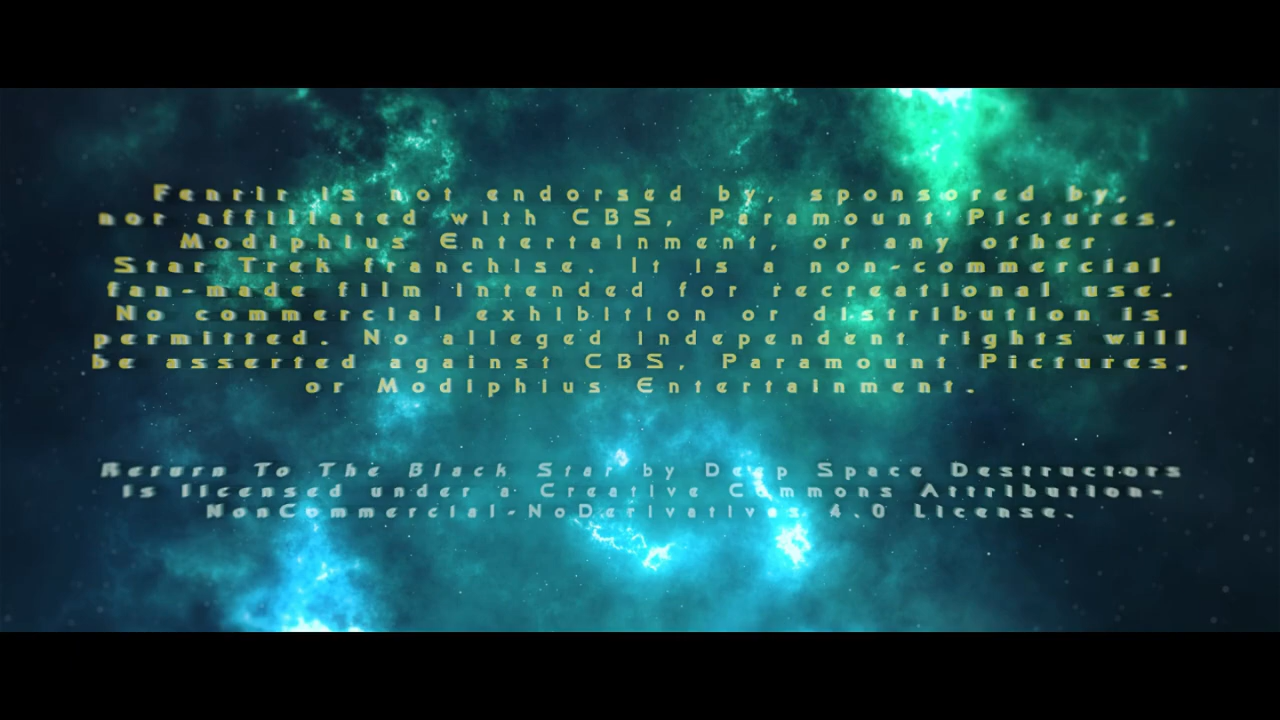 Fenrir is not endorsed by, sponsored by,
nor affiliated with CBS, Paramount Pictures,
Modiphius Entertainment, or any other
Star Trek franchise. It is a non-commercial
fan-made film intended for recreational use.
No commercial exhibition or distribution is
permitted. No alleged independent rights will
be asserted against CBS, Paramount Pictures,
or Modiphius Entertainment.
Return To The Black Star by Deep Space Destructors
is licensed under a Creative Commons Attribution-
NonCommercial-NoDerivatives 4.0 License.